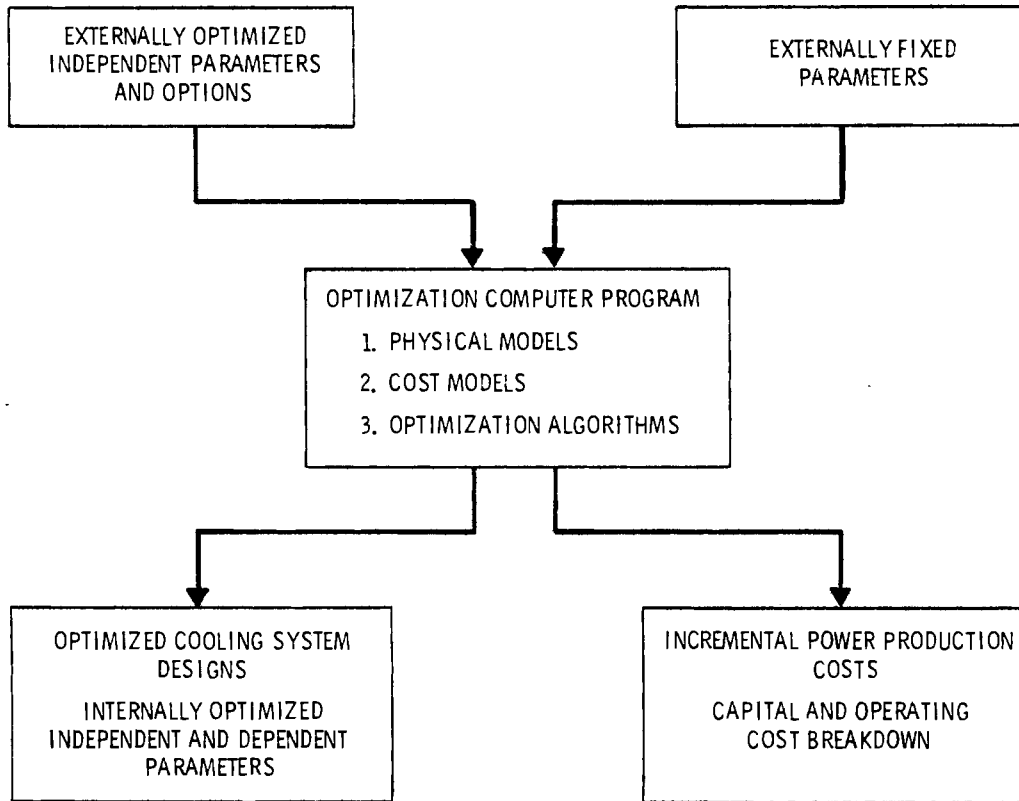 EXTERNALLY OPTIMIZED
INDEPENDENT PARAMETERS
AND OPTIONS
EXTERNALLY FIXED
PARAMETERS
OPTIMIZATION COMPUTER PROGRAM
1. PHYSICAL MODELS
2. COST MODELS
3. OPTIMIZATION ALGORITHMS
OPTIMIZED COOLING SYSTEM
DESIGNS
INTERNALLY OPTIMIZED
INDEPENDENT AND DEPENDENT
PARAMETERS
INCREMENTAL POWER PRODUCTION
COSTS
CAPITAL AND OPERATING
COST BREAKDOWN